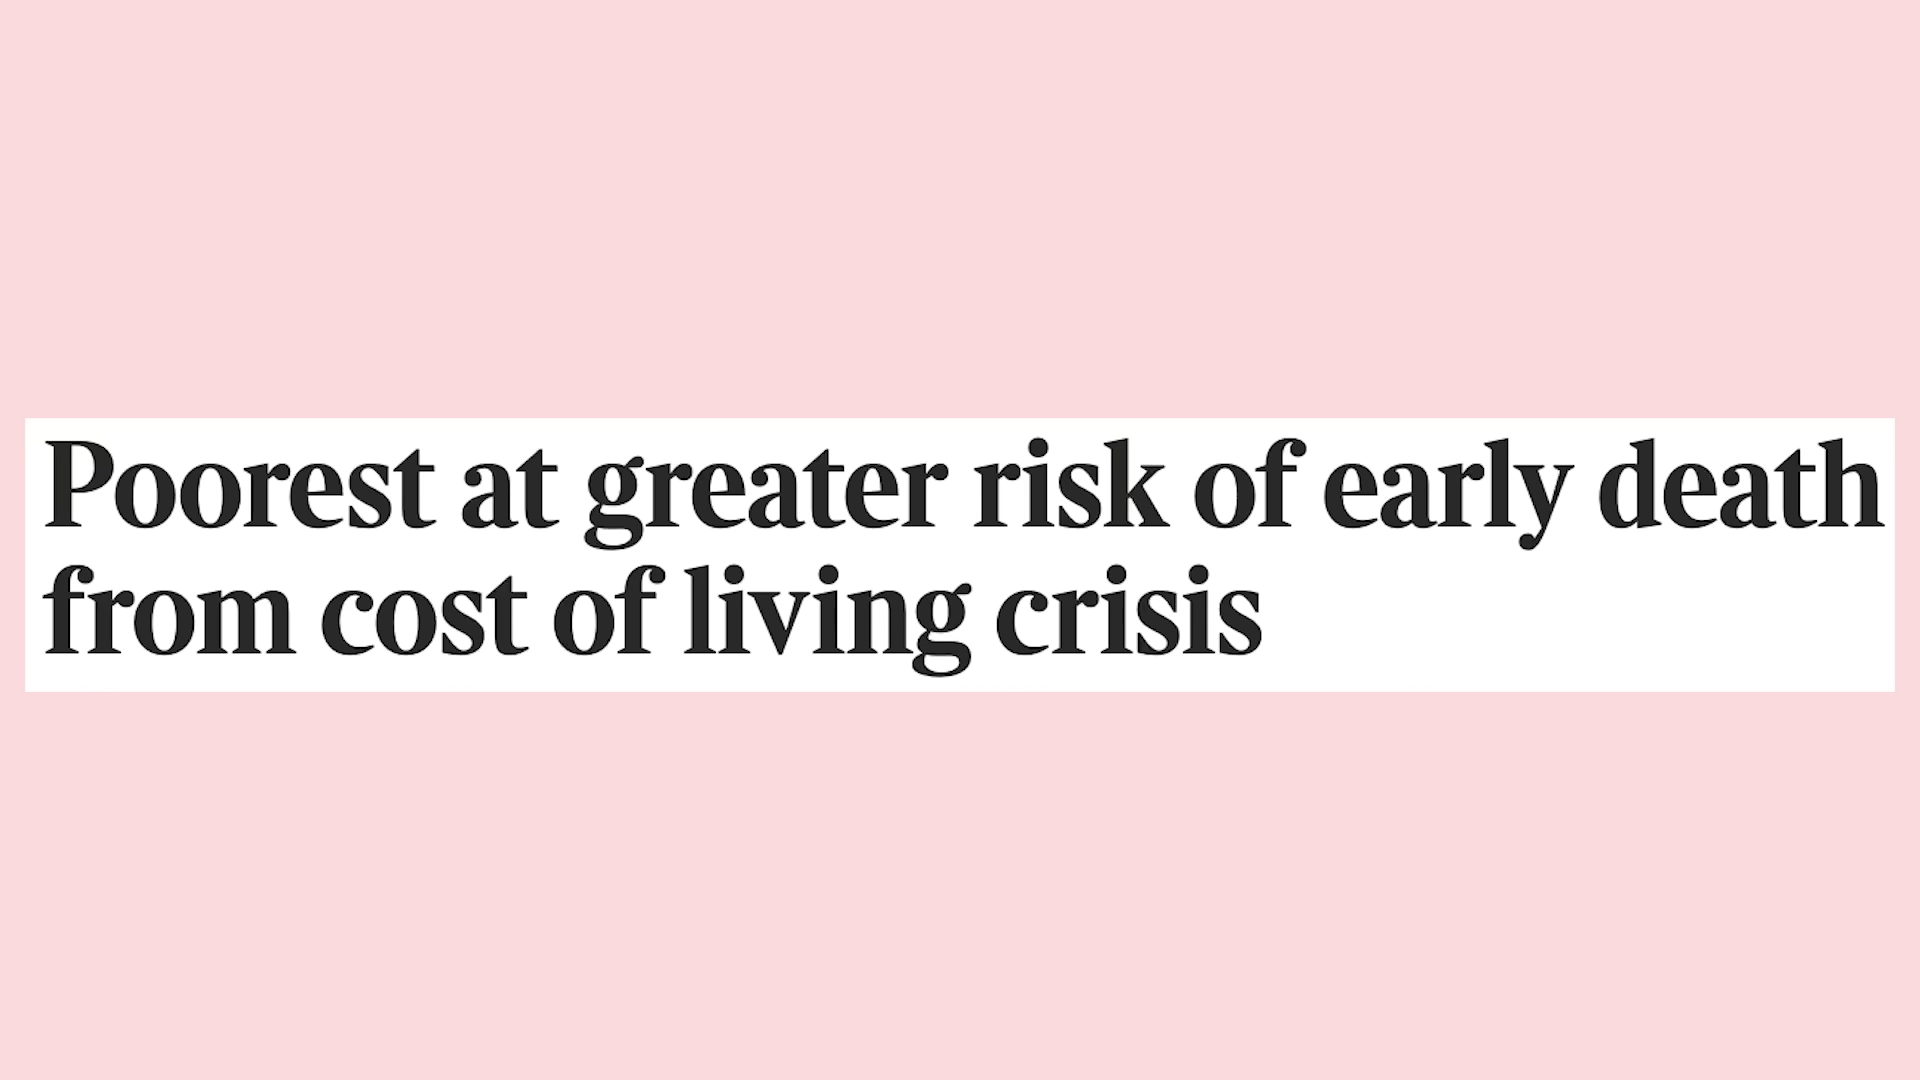 Poorest at greater risk of early death
from cost of living crisis